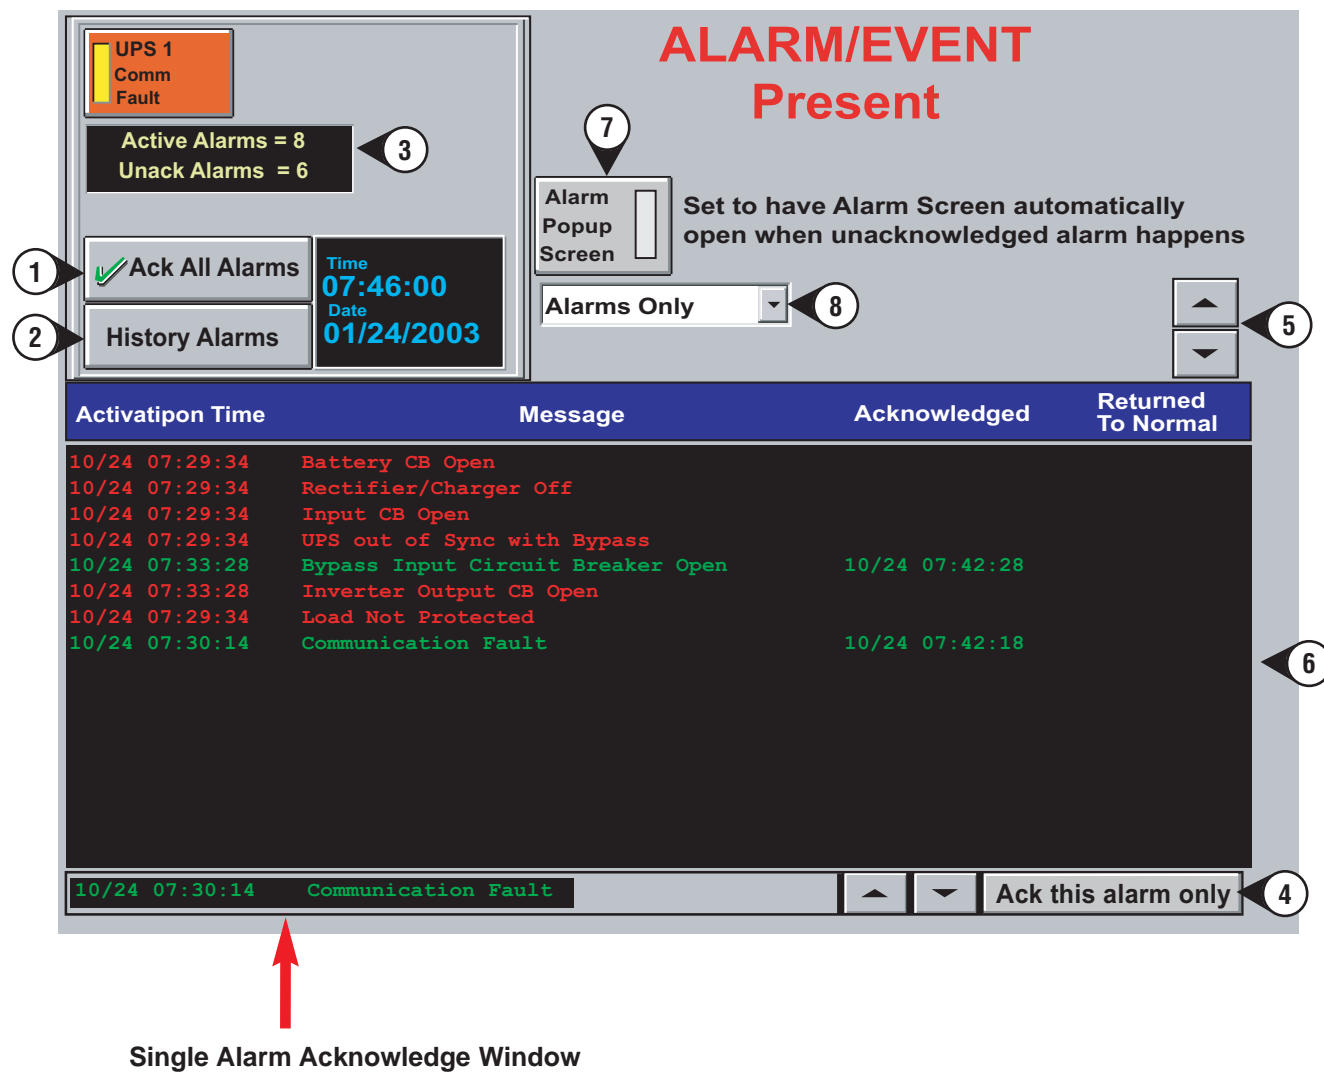 UPS 1
Comm
Fault
ALARM/EVENT
Present
Active Alarms = 8
Unack Alarms = 6
3
7
Alarm
Popup
Screen
Set to have Alarm Screen automatically
open when unacknowledged alarm happens
1
Ack All Alarms
2
History Alarms
Time
07:46:00
Date
01/24/2003
Alarms Only
8
5
Activatipon Time Message Acknowledged Returned
To Normal
10/24 07:29:34 Battery CB Open
10/24 07:29:34 Rectifier/Charger Off
10/24 07:29:34 Input CB Open
10/24 07:29:34 UPS out of Sync with Bypass
10/24 07:33:28 Bypass Input Circuit Breaker Open 10/24 07:42:28
10/24 07:33:28 Inverter Output CB Open
10/24 07:29:34 Load Not Protected
10/24 07:30:14 Communication Fault 10/24 07:42:18
6
10/24 07:30:14 Communication Fault
Ack this alarm only
4
Single Alarm Acknowledge Window